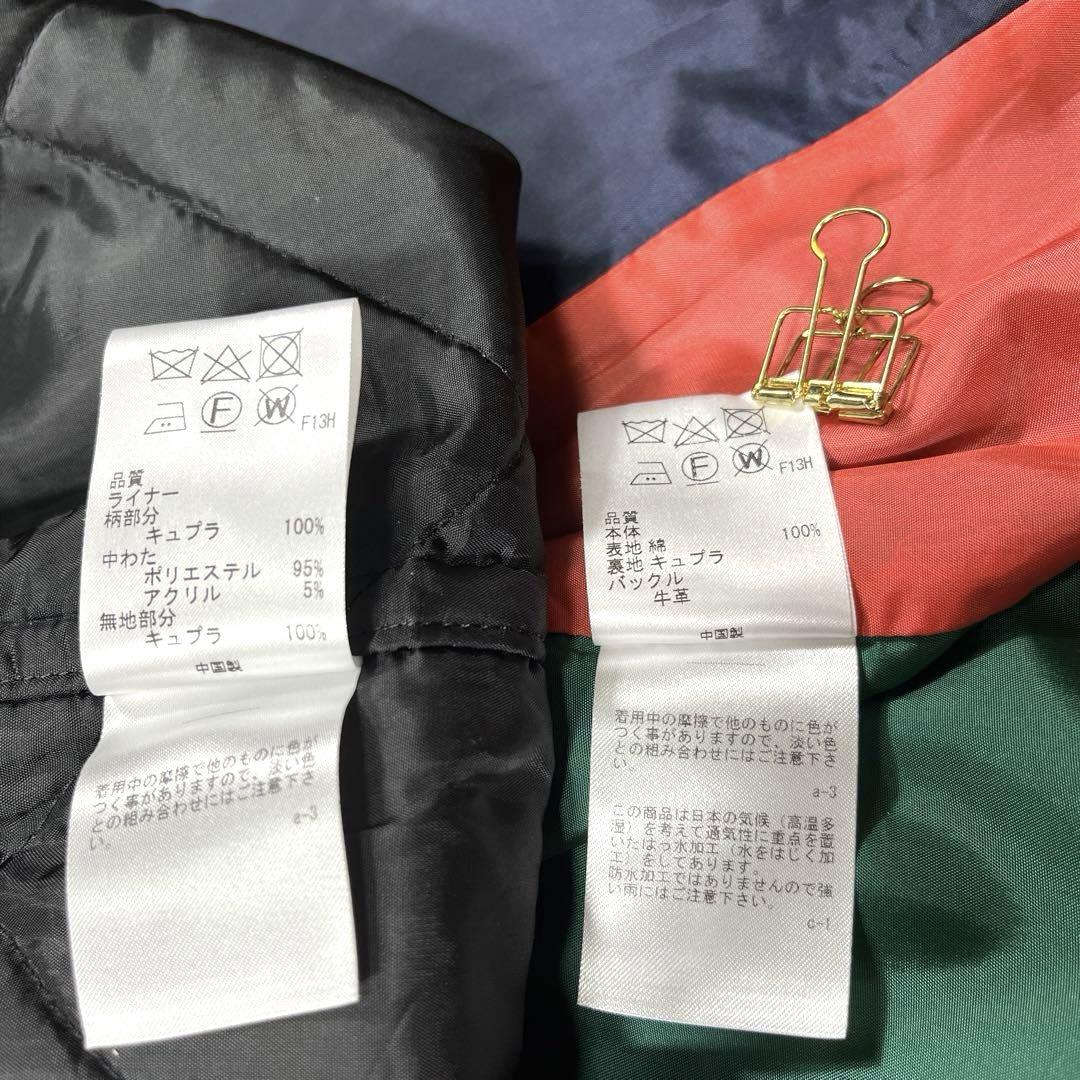 F
W
F13H
品質
ライナー
柄部分
キュプラ 100%
中わた
ポリエステル 95%
アクリル 5%
無地部分
キュプラ 100%
中国製
着用中の摩擦で他のものに色が
つく事がありますので、淡い色
との組み合わせにはご注意下さ
い。
a-3
F
W
F13H
品質
本体
表地 綿 100%
裏地 キュプラ
バックル
牛革
中国製
着用中の摩擦で他のものに色が
つく事がありますので、淡い色
との組み合わせにはご注意下さ
い。
a-3
この商品は日本の気候（高温多
湿）を考えて通気性に重点を置
いたはっ水加工（水をはじく加
工）をしてあります。
防水加工ではありませんので強
い雨にはご注意下さい。
c-1